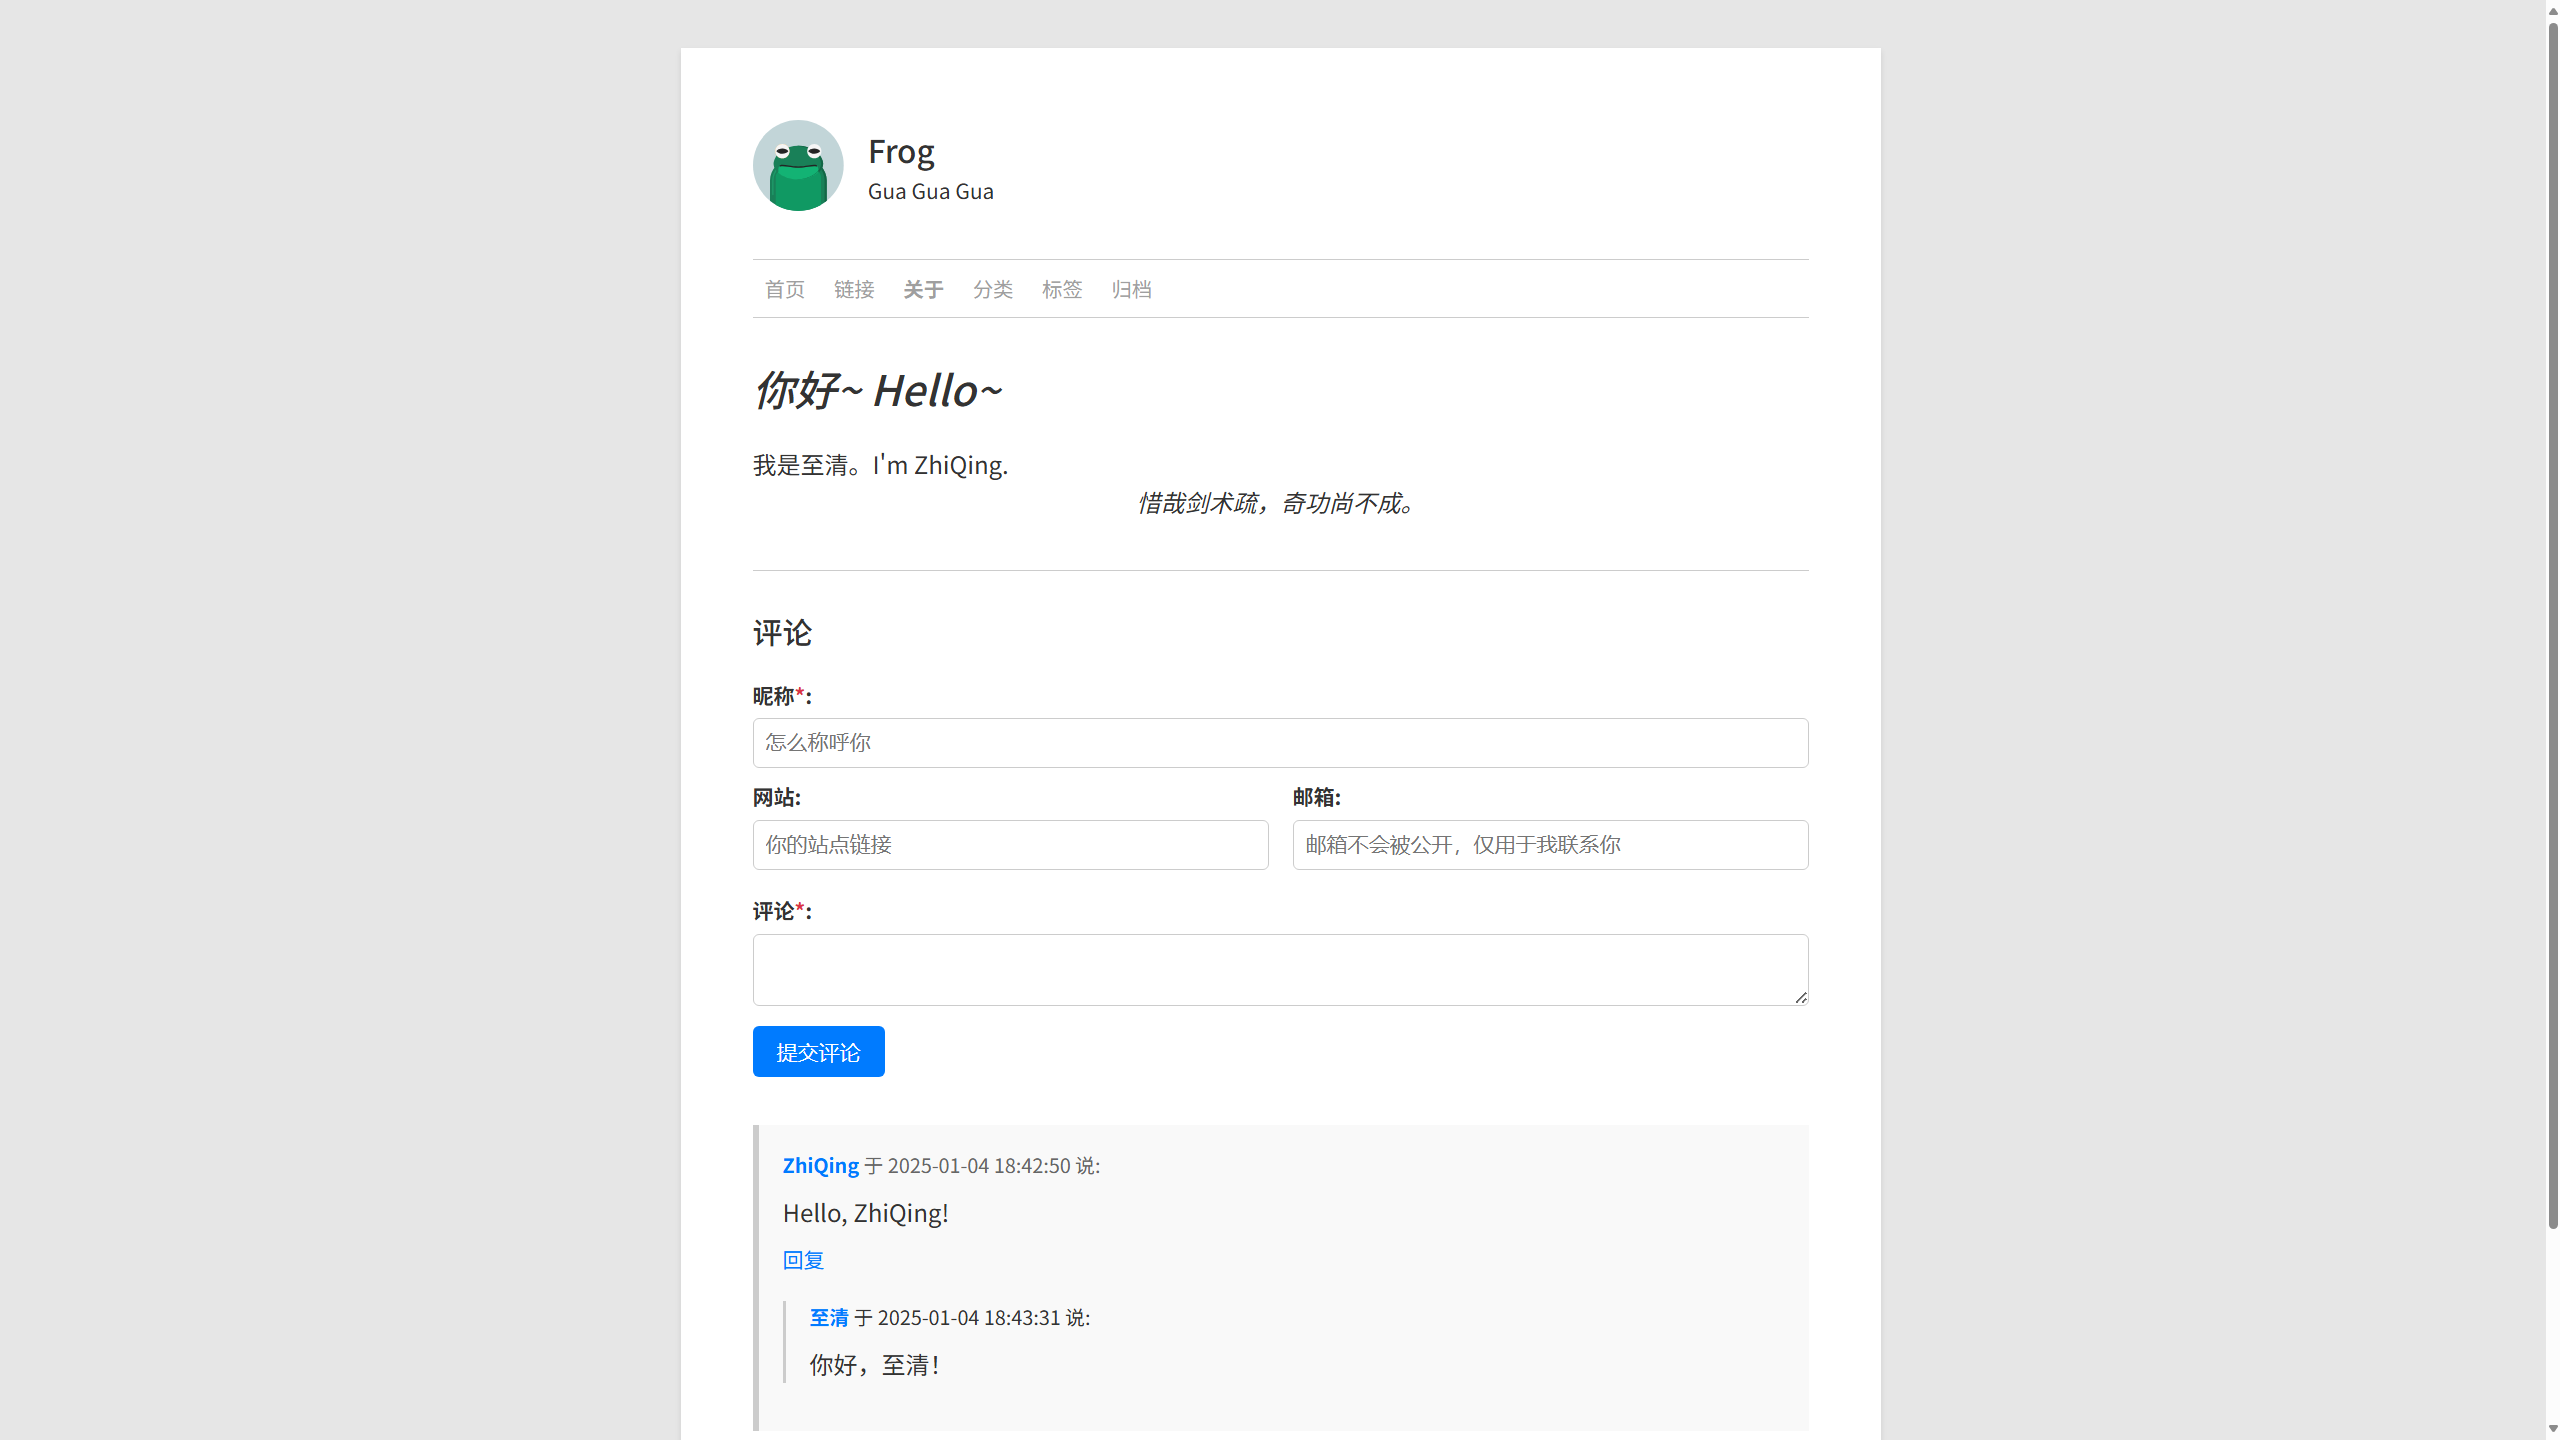 Frog
Gua Gua Gua
首页 链接 关于 分类 标签 归档
你好~ Hello~
我是至清。I'm ZhiQing.
惜哉剑术疏，奇功尚不成。
评论
昵称*:
怎么称呼你
网站: 邮箱:
你的站点链接 邮箱不会被公开，仅用于我联系你
评论*:
提交评论
ZhiQing 于 2025-01-04 18:42:50 说:
Hello, ZhiQing!
回复
至清 于 2025-01-04 18:43:31 说:
你好，至清！